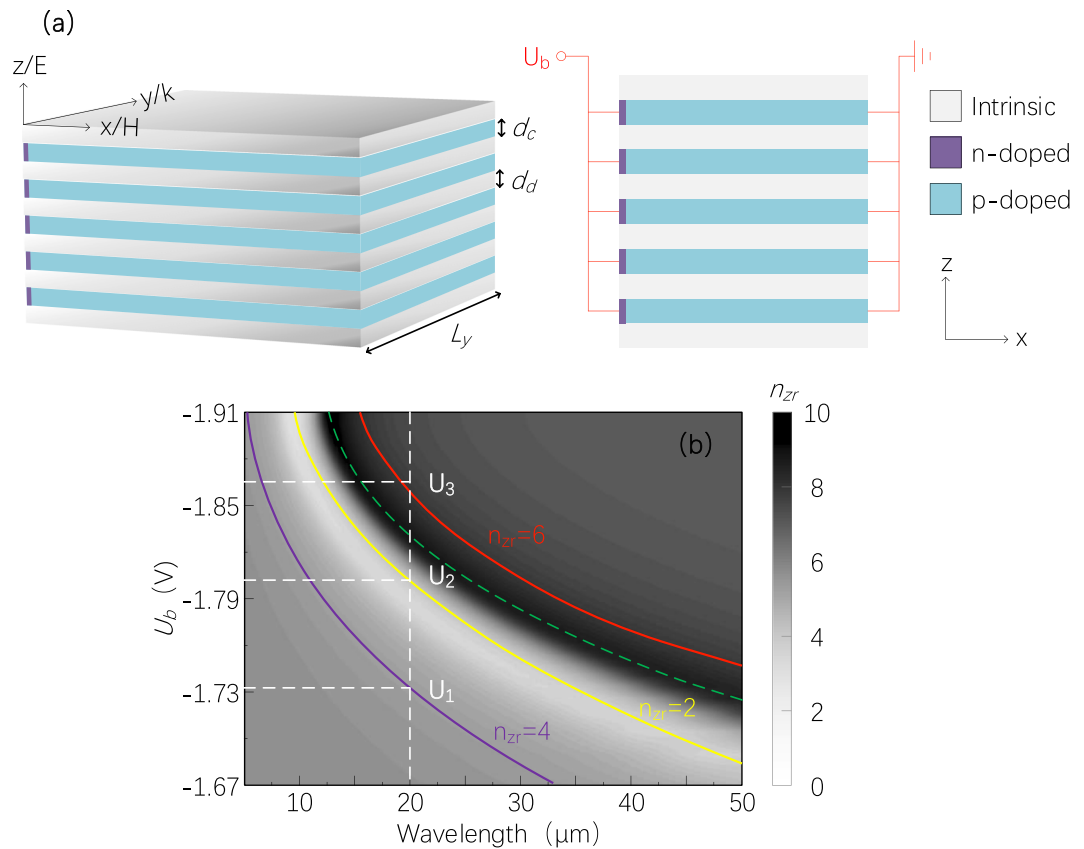 (a)
z/E
y/k
x/H
d_c
d_d
L_y
U_b
Intrinsic
n-doped
p-doped
z
x
n_zr
(b)
10
8
6
4
2
0
-1.91
-1.85
-1.79
-1.73
-1.67
U_b (V)
U_3
n_zr=6
U_2
U_1
n_zr=2
n_zr=4
10
20
30
40
50
Wavelength (μm)